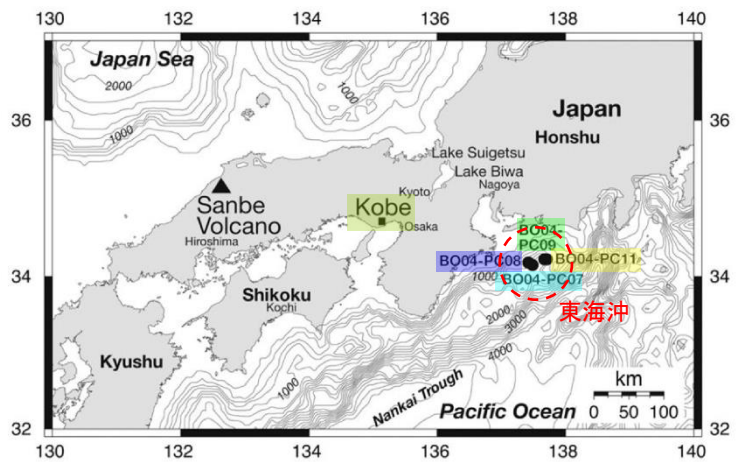 130
132
134
136
138
140
Japan Sea
2000
1000
1000
36
36
Japan
Honshu
Lake Suigetsu
Lake Biwa
Nagoya
Kyoto
Sanbe
Volcano
Kobe
Osaka
Hiroshima
BO04-
PC09
BO04-PC08
BO04-PC11
BO04-PC07
34
34
1000
Shikoku
Kochi
東海沖
2000
3000
4000
Kyushu
1000
Nankai Trough
Pacific Ocean
km
0 50 100
32
32
130
132
134
136
138
140